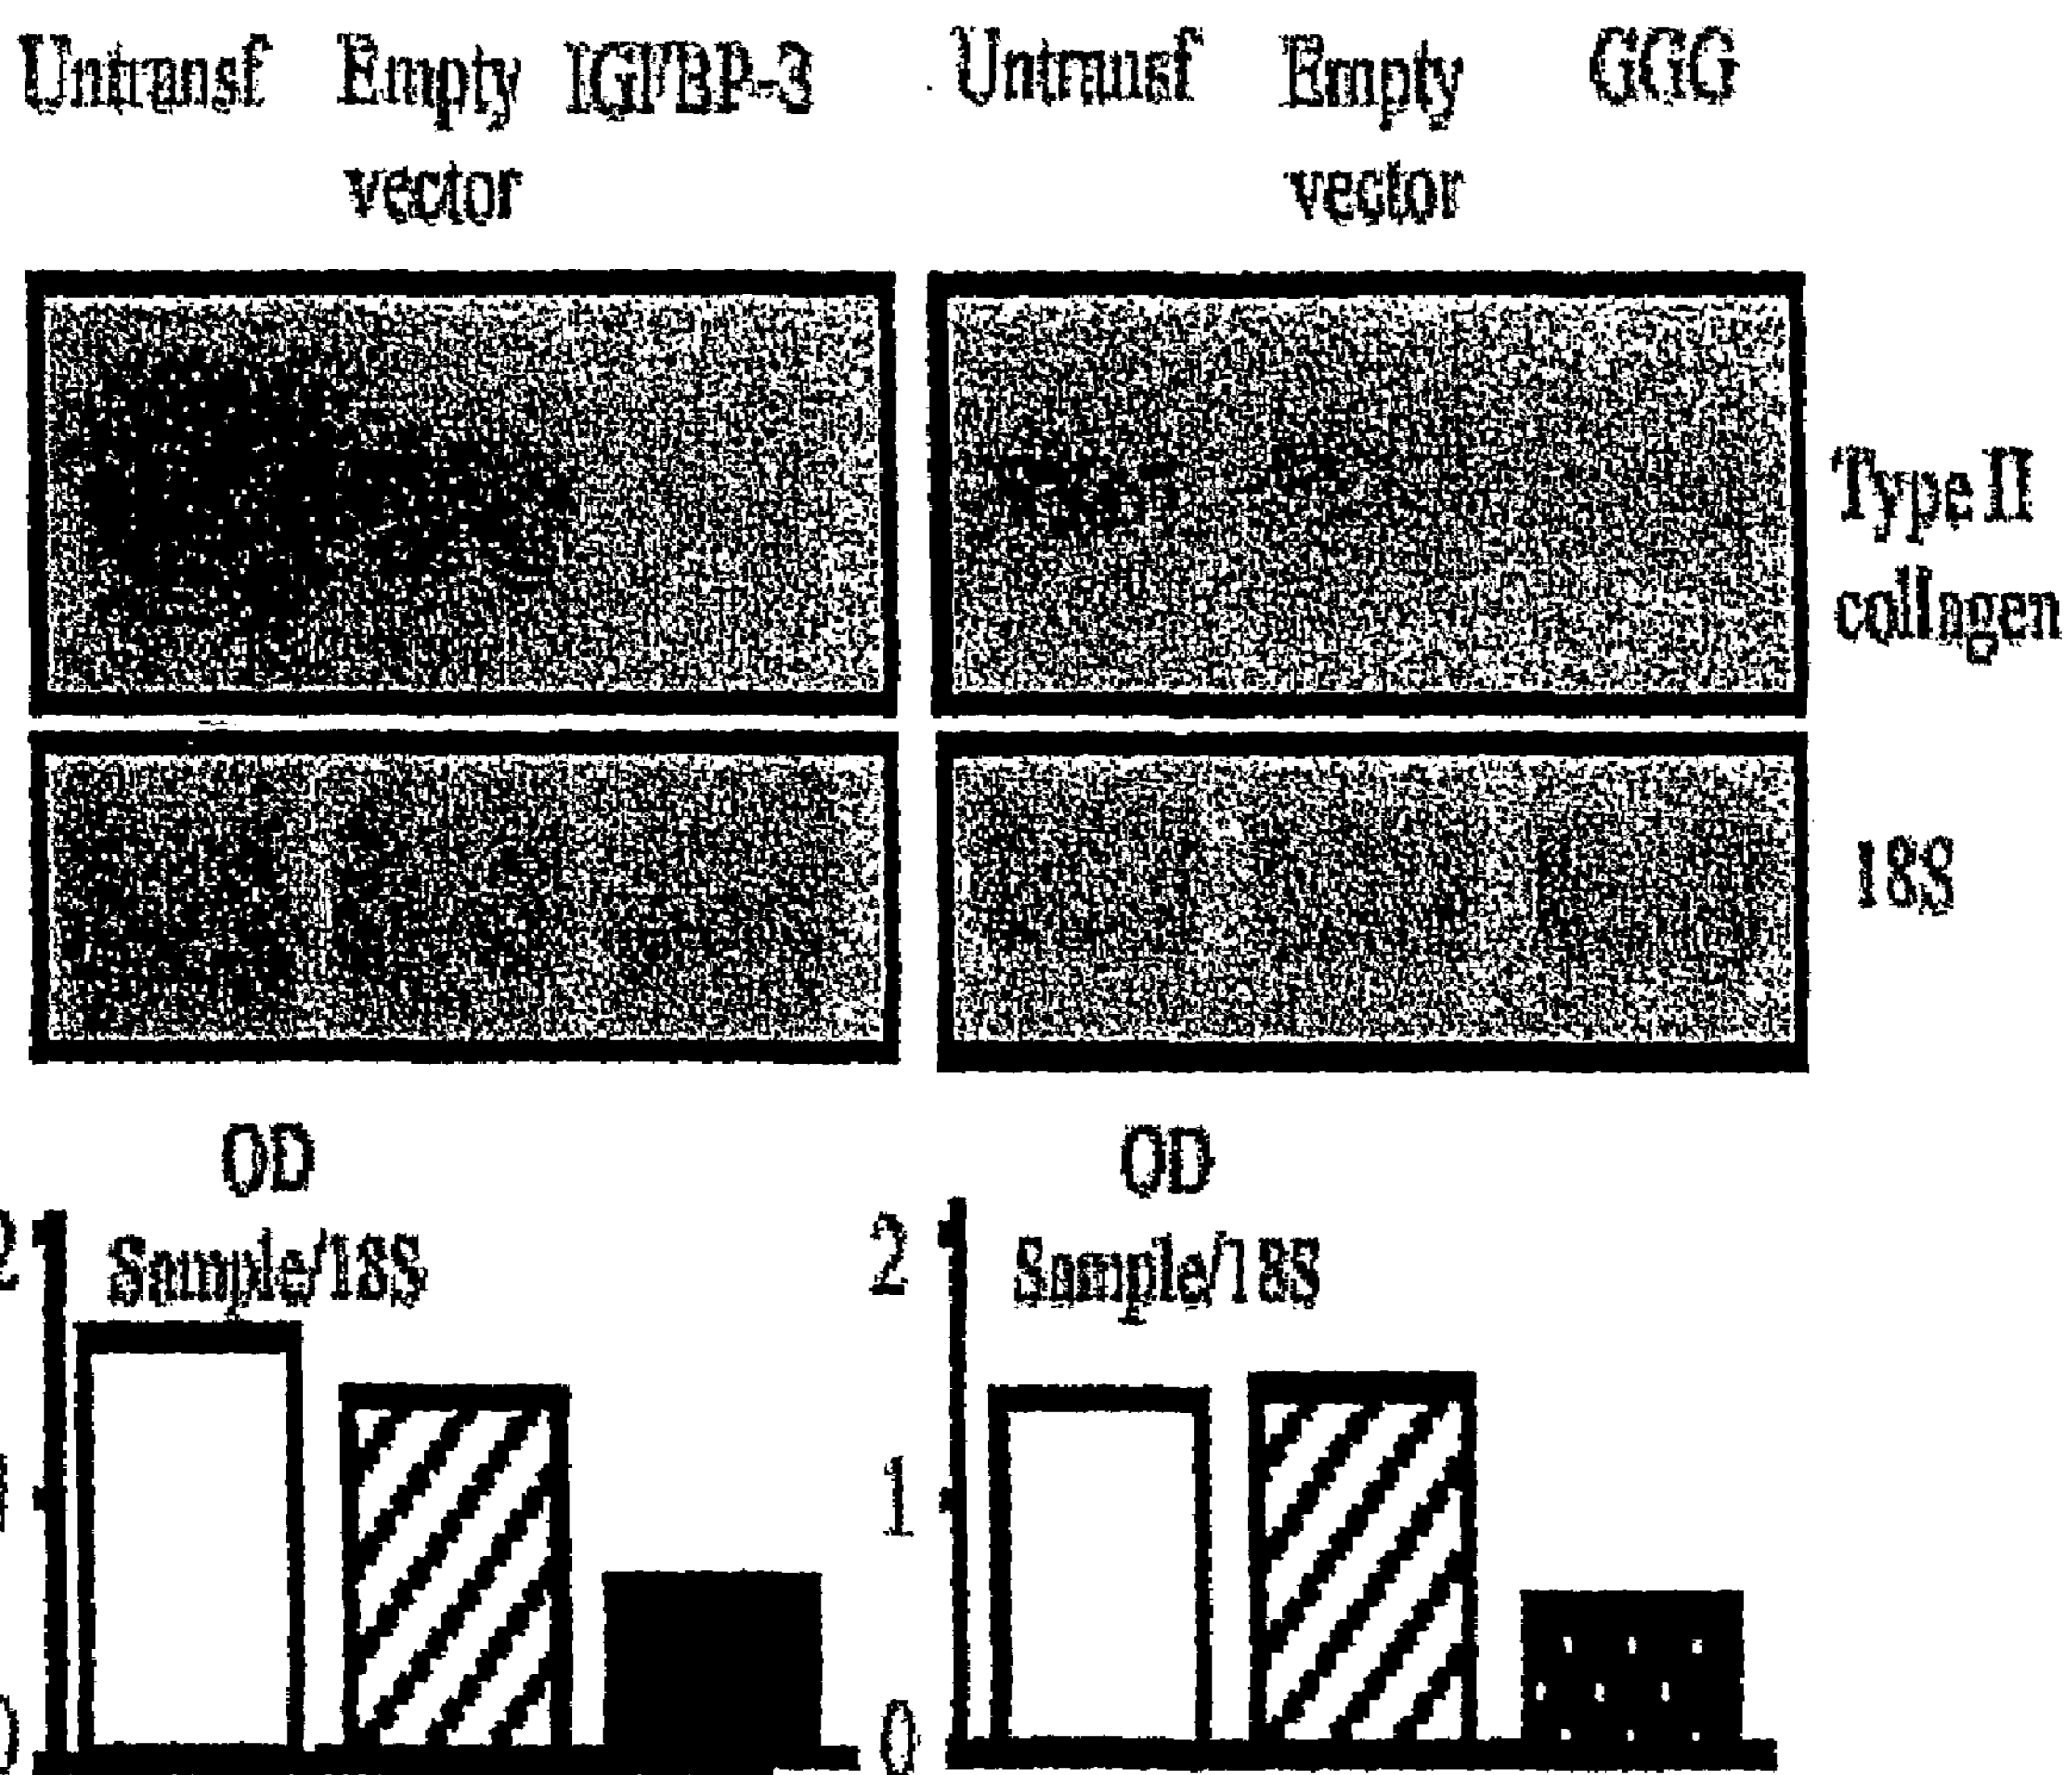 Untransf Empty IGFBP-3 Untransf Empty GGG
vector vector
Type II
collagen
18S
OD OD
2 Sample/18S 2 Sample/18S
1 1
0 0